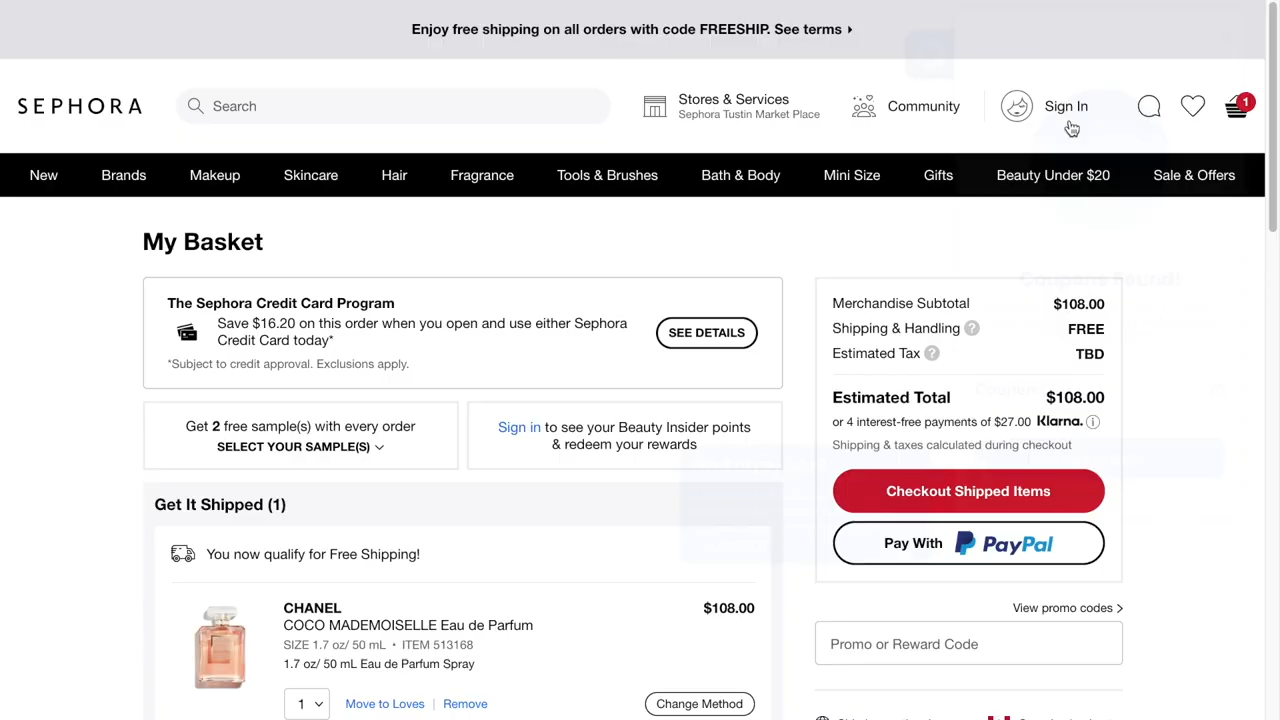 Enjoy free shipping on all orders with code FREESHIP. See terms
SEPHORA
Search
Stores & Services
Sephora Tustin Market Place
Community
Sign In
1
New
Brands
Makeup
Skincare
Hair
Fragrance
Tools & Brushes
Bath & Body
Mini Size
Gifts
Beauty Under $20
Sale & Offers
My Basket
The Sephora Credit Card Program
Save $16.20 on this order when you open and use either Sephora
Credit Card today*
*Subject to credit approval. Exclusions apply.
SEE DETAILS
Get 2 free sample(s) with every order
SELECT YOUR SAMPLE(S)
Sign in to see your Beauty Insider points
& redeem your rewards
Get It Shipped (1)
You now qualify for Free Shipping!
CHANEL
$108.00
COCO MADEMOISELLE Eau de Parfum
SIZE 1.7 oz/ 50 mL • ITEM 513168
1.7 oz/ 50 mL Eau de Parfum Spray
1
Move to Loves | Remove
Change Method
Coupons Found!
Merchandise Subtotal $108.00
Shipping & Handling ? FREE
Estimated Tax ? TBD
Estimated Total $108.00
or 4 interest-free payments of $27.00 Klarna.
Shipping & taxes calculated during checkout
Checkout Shipped Items
Pay With PayPal
View promo codes >
Promo or Reward Code